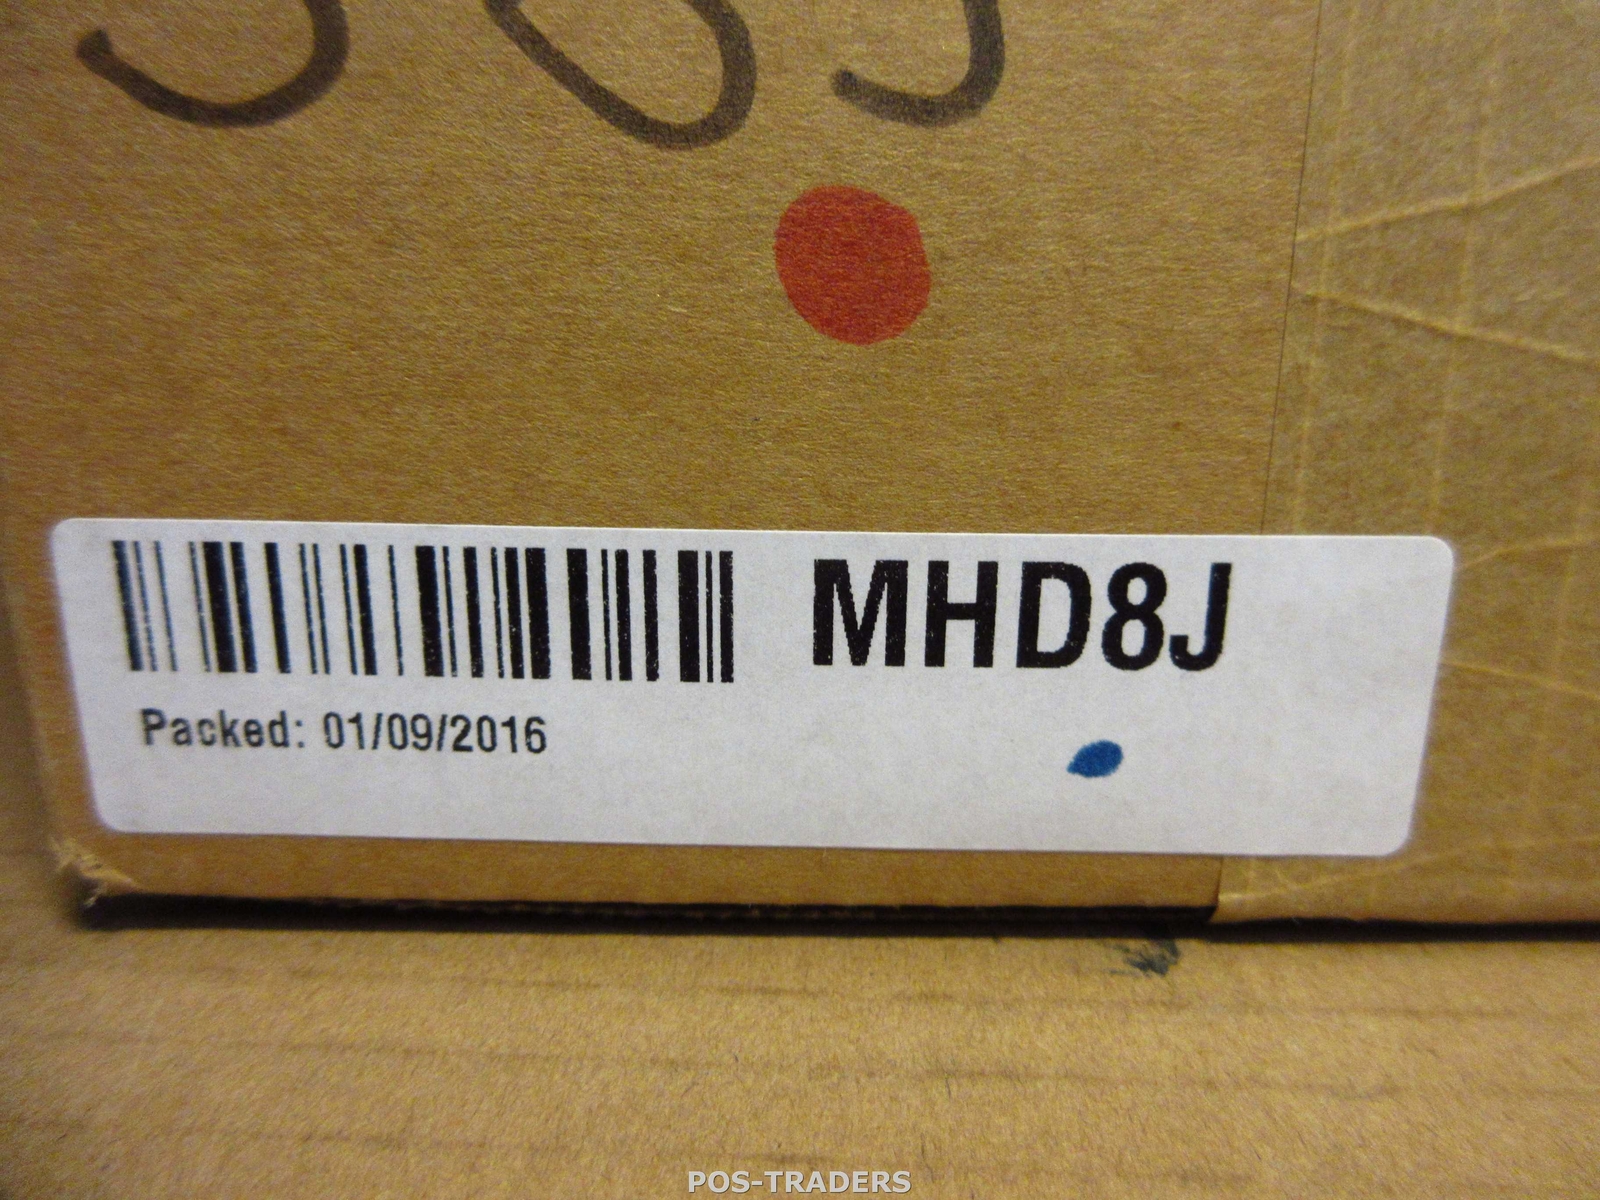 MHD8J
Packed: 01/09/2016
POS-TRADERS